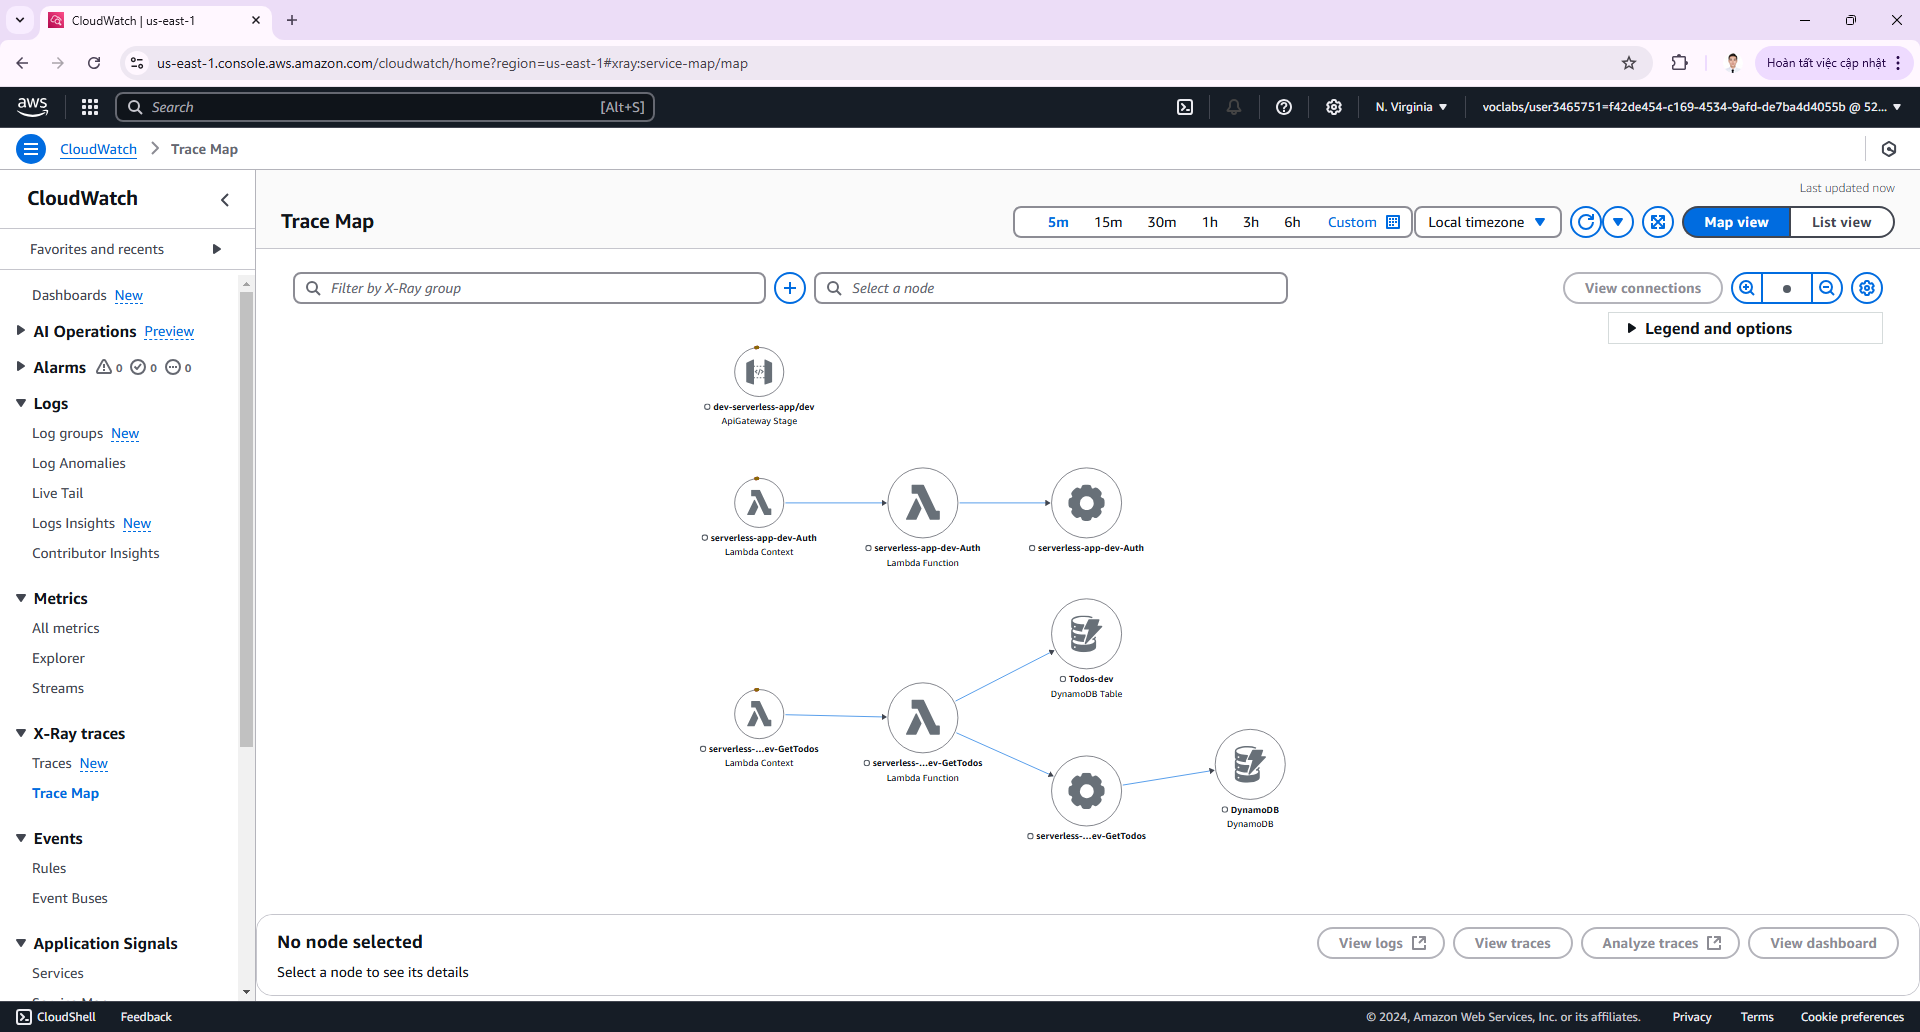 CloudWatch | us-east-1
us-east-1.console.aws.amazon.com/cloudwatch/home?region=us-east-1#xray:service-map/map
Hoàn tất việc cập nhật
aws
Search [Alt+S]
N. Virginia
voclabs/user3465751=f42de454-c169-4534-9afd-de7ba4d4055b @ 52...
CloudWatch > Trace Map
CloudWatch
Favorites and recents
Dashboards New
AI Operations Preview
Alarms 0 0 0
Logs
Log groups New
Log Anomalies
Live Tail
Logs Insights New
Contributor Insights
Metrics
All metrics
Explorer
Streams
X-Ray traces
Traces New
Trace Map
Events
Rules
Event Buses
Application Signals
Services
Last updated now
Trace Map
5m 15m 30m 1h 3h 6h Custom
Local timezone
Map view
List view
Filter by X-Ray group
Select a node
View connections
Legend and options
dev-serverless-app/dev
ApiGateway Stage
serverless-app-dev-Auth
Lambda Context
serverless-app-dev-Auth
Lambda Function
serverless-app-dev-Auth
Todos-dev
DynamoDB Table
serverless-...ev-GetTodos
Lambda Context
serverless-...ev-GetTodos
Lambda Function
serverless-...ev-GetTodos
DynamoDB
DynamoDB
No node selected
Select a node to see its details
View logs
View traces
Analyze traces
View dashboard
CloudShell
Feedback
© 2024, Amazon Web Services, Inc. or its affiliates.
Privacy
Terms
Cookie preferences